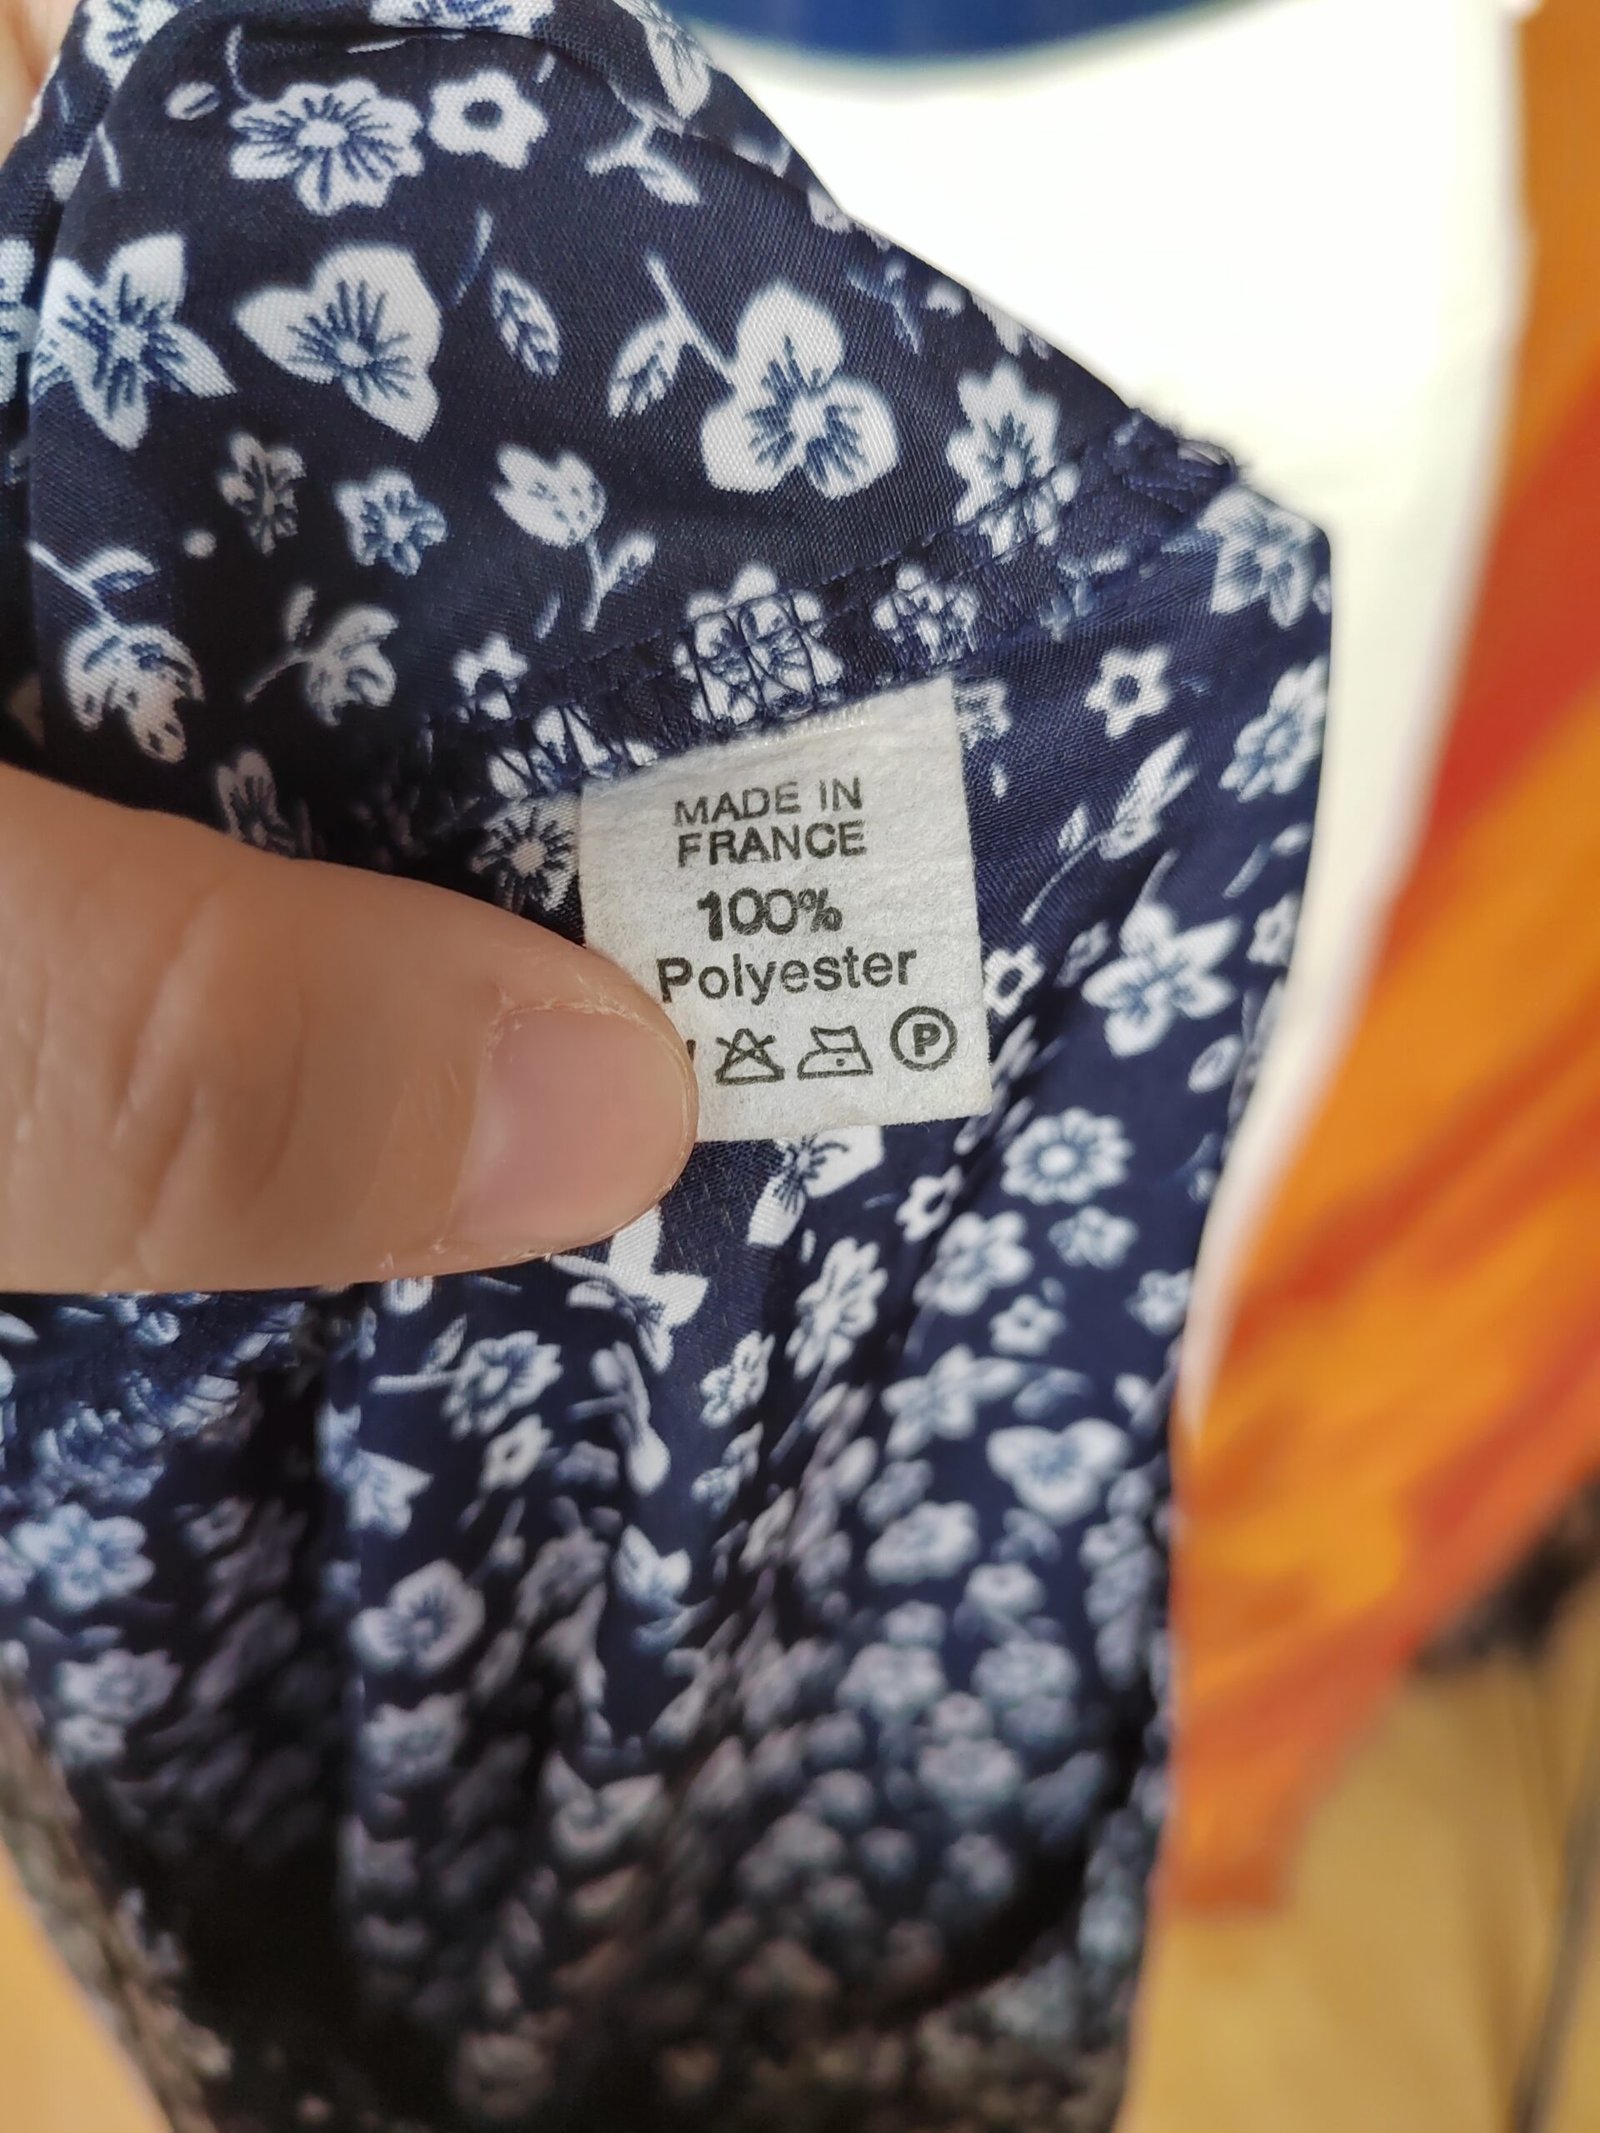 MADE IN
FRANCE
100%
Polyester
P